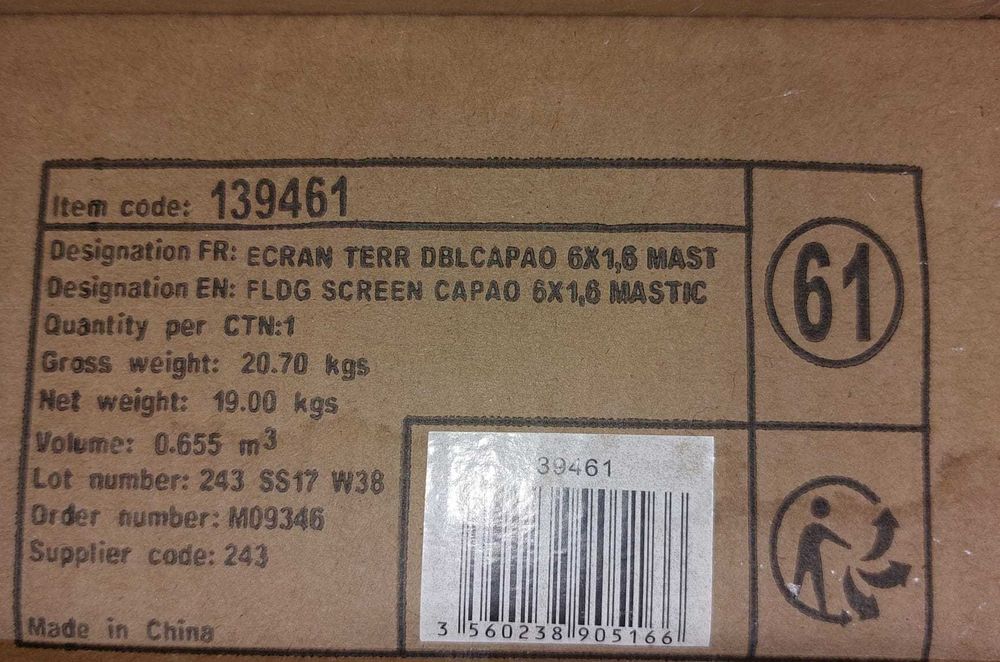 Item code: 139461
Designation FR: ECRAN TERR DBLCAPAO 6X1,6 MAST
Designation EN: FLDG SCREEN CAPAO 6X1,6 MASTIC
Quantity per CTN:1
Gross weight: 20.70 kgs
Net weight: 19.00 kgs
Volume: 0.655 m3
Lot number: 243 SS17 W38
Order number: M09346
Supplier code: 243
Made in China
61
39461
3 560238 905166